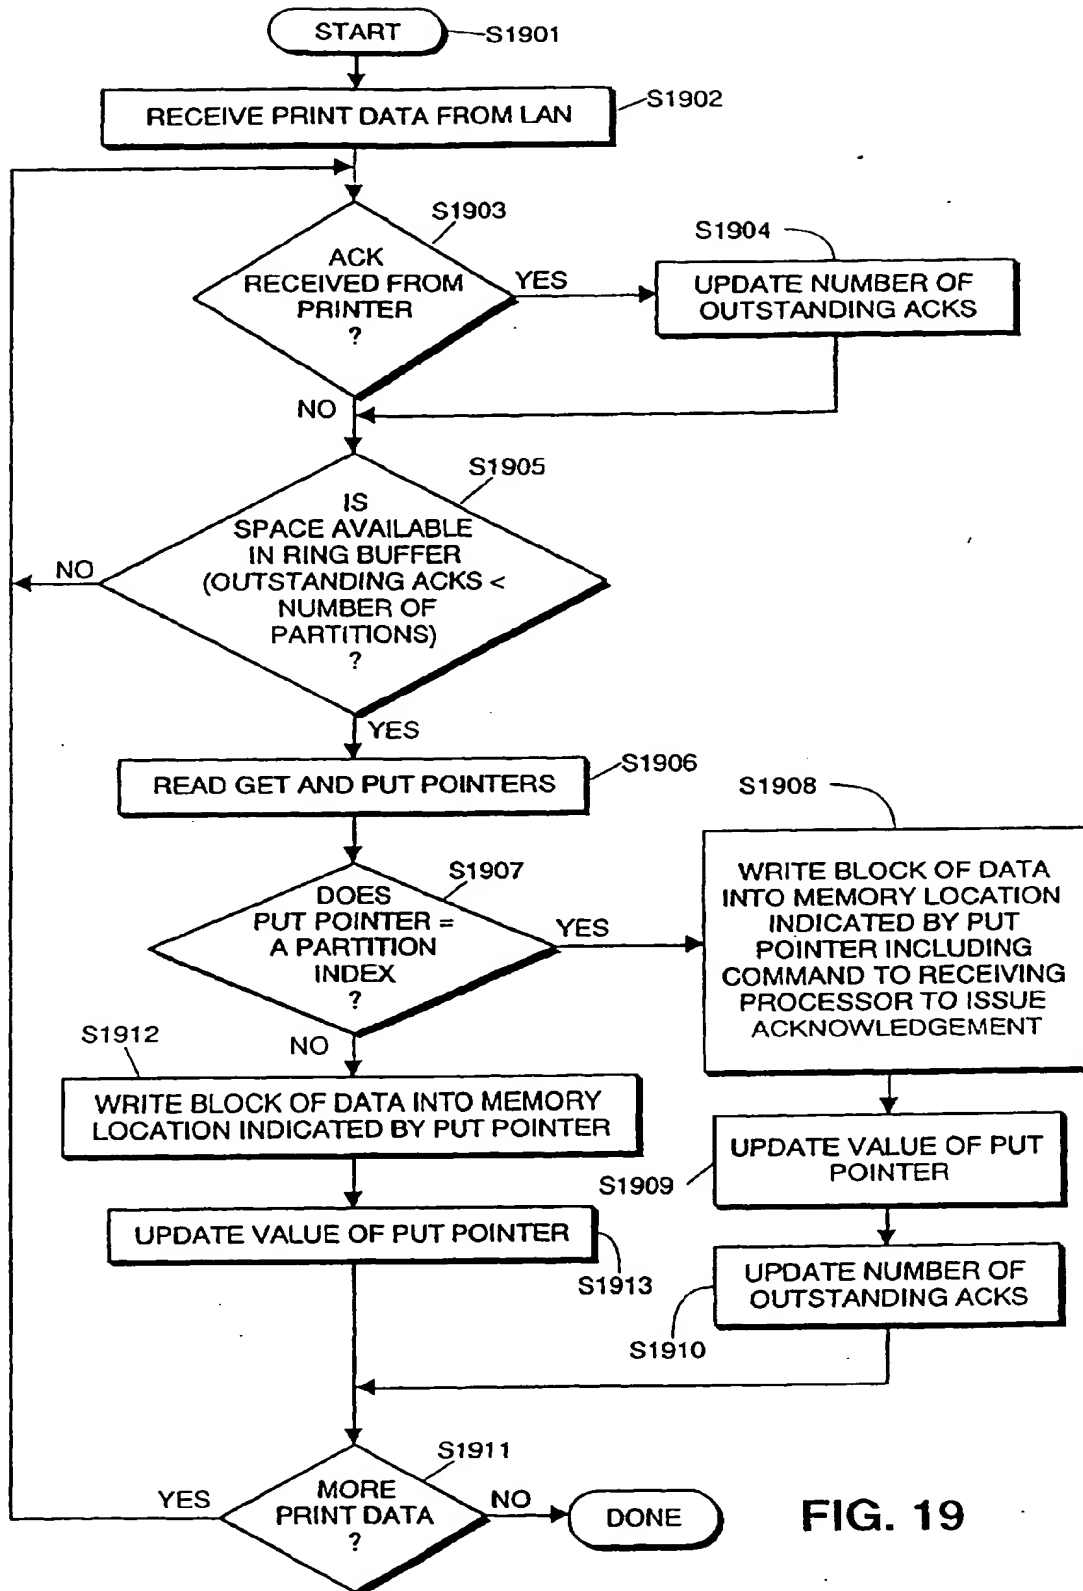 START
S1901
RECEIVE PRINT DATA FROM LAN
S1902
S1903
ACK
RECEIVED FROM
PRINTER
?
YES
NO
S1904
UPDATE NUMBER OF
OUTSTANDING ACKS
S1905
IS
SPACE AVAILABLE
IN RING BUFFER
(OUTSTANDING ACKS <
NUMBER OF
PARTITIONS)
?
NO
YES
READ GET AND PUT POINTERS
S1906
S1907
DOES
PUT POINTER =
A PARTITION
INDEX
?
YES
NO
S1908
WRITE BLOCK OF DATA
INTO MEMORY LOCATION
INDICATED BY PUT
POINTER INCLUDING
COMMAND TO RECEIVING
PROCESSOR TO ISSUE
ACKNOWLEDGEMENT
S1912
WRITE BLOCK OF DATA INTO MEMORY
LOCATION INDICATED BY PUT POINTER
UPDATE VALUE OF PUT
POINTER
S1909
UPDATE VALUE OF PUT POINTER
S1913
UPDATE NUMBER OF
OUTSTANDING ACKS
S1910
S1911
MORE
PRINT DATA
?
YES
NO
DONE
FIG. 19